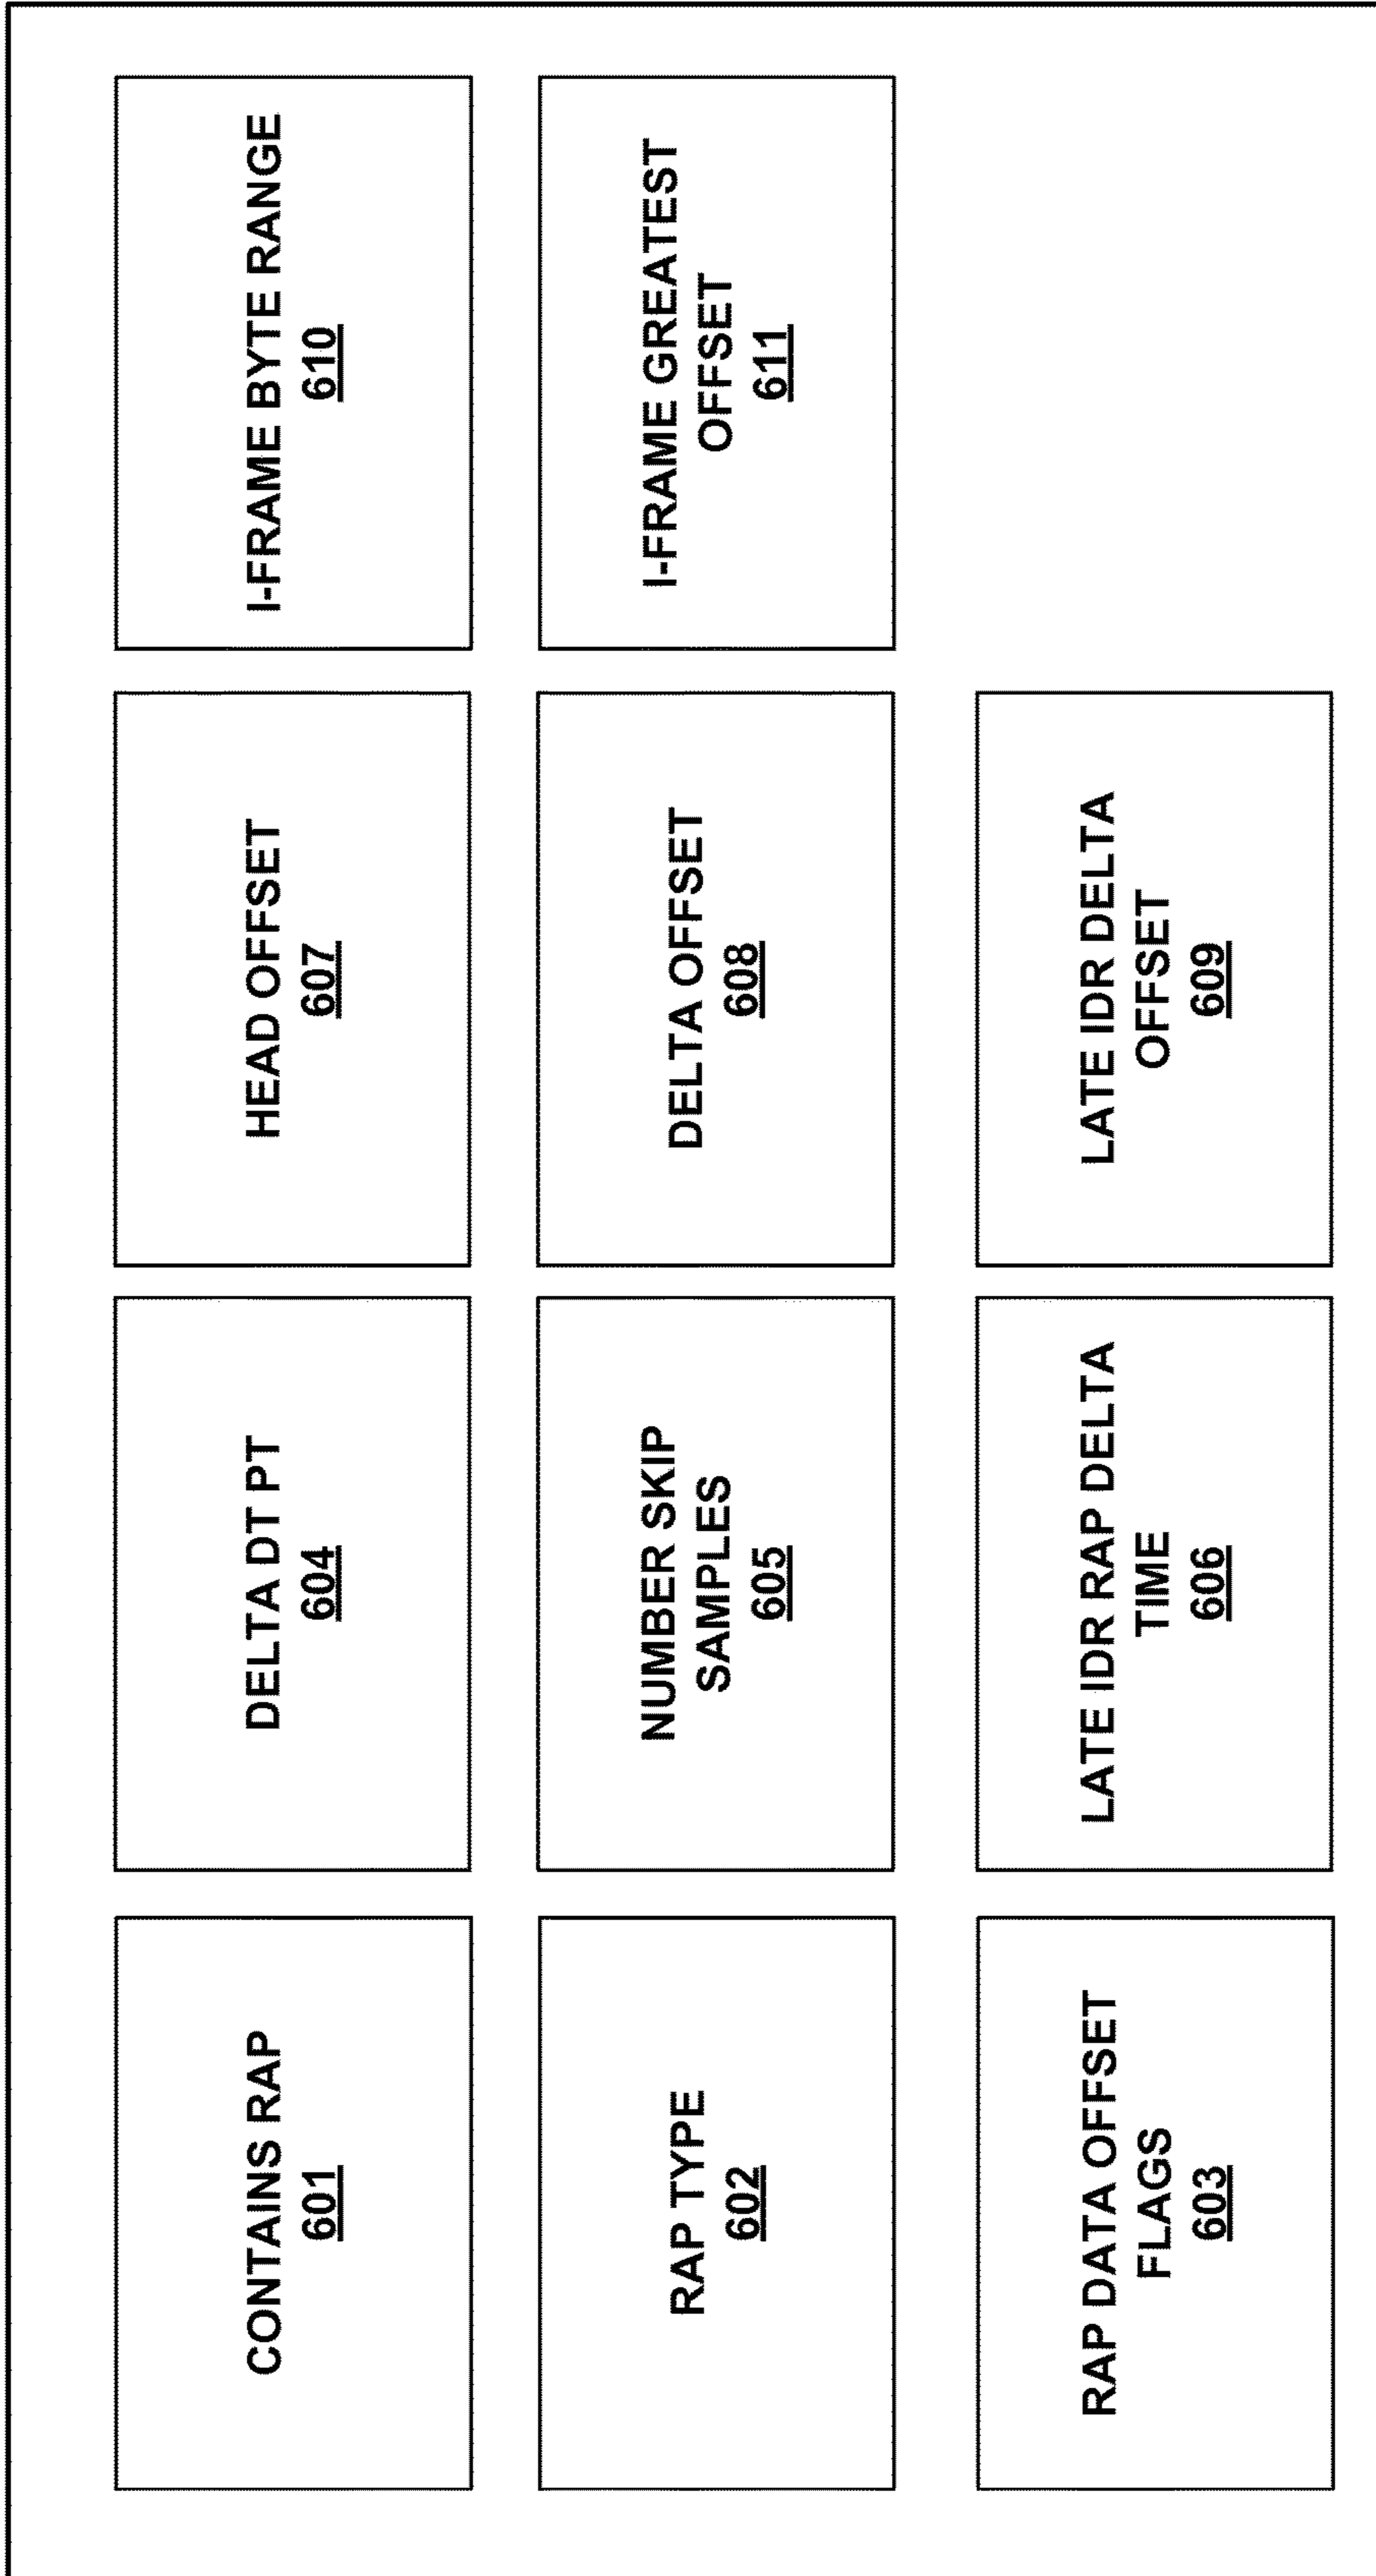 CONTAINS RAP
601
RAP TYPE
602
RAP DATA OFFSET
FLAGS
603
DELTA DT PT
604
NUMBER SKIP
SAMPLES
605
LATE IDR RAP DELTA
TIME
606
HEAD OFFSET
607
DELTA OFFSET
608
LATE IDR DELTA
OFFSET
609
I-FRAME BYTE RANGE
610
I-FRAME GREATEST
OFFSET
611